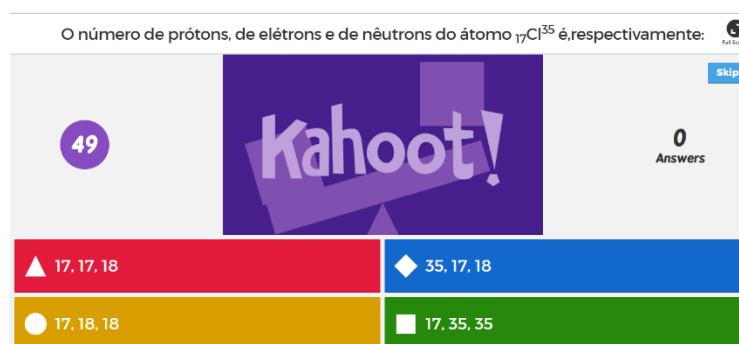 O número de prótons, de elétrons e de nêutrons do átomo ₁₇Cl³⁵ é,respectivamente:
Skip
49
Kahoot!
0
Answers
17, 17, 18
35, 17, 18
17, 18, 18
17, 35, 35